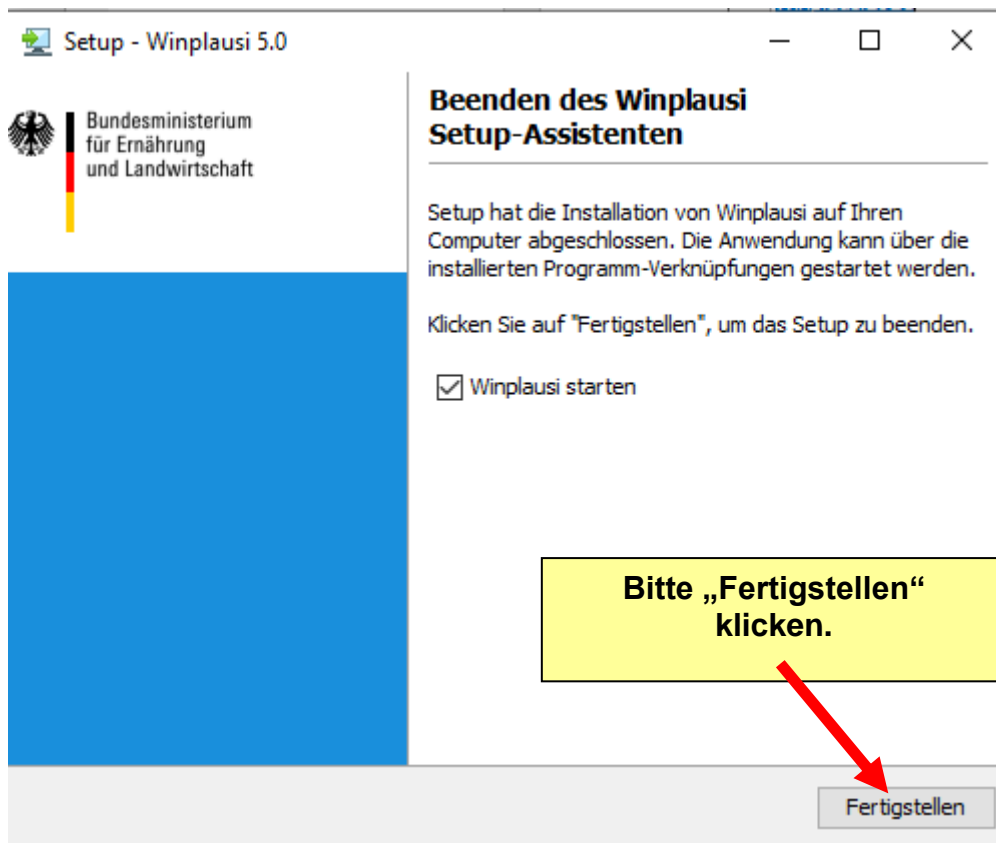 Setup - Winplausi 5.0
Bundesministerium
für Ernährung
und Landwirtschaft
Beenden des Winplausi
Setup-Assistenten
Setup hat die Installation von Winplausi auf Ihren
Computer abgeschlossen. Die Anwendung kann über die
installierten Programm-Verknüpfungen gestartet werden.
Klicken Sie auf "Fertigstellen", um das Setup zu beenden.
Winplausi starten
Bitte „Fertigstellen“
klicken.
Fertigstellen